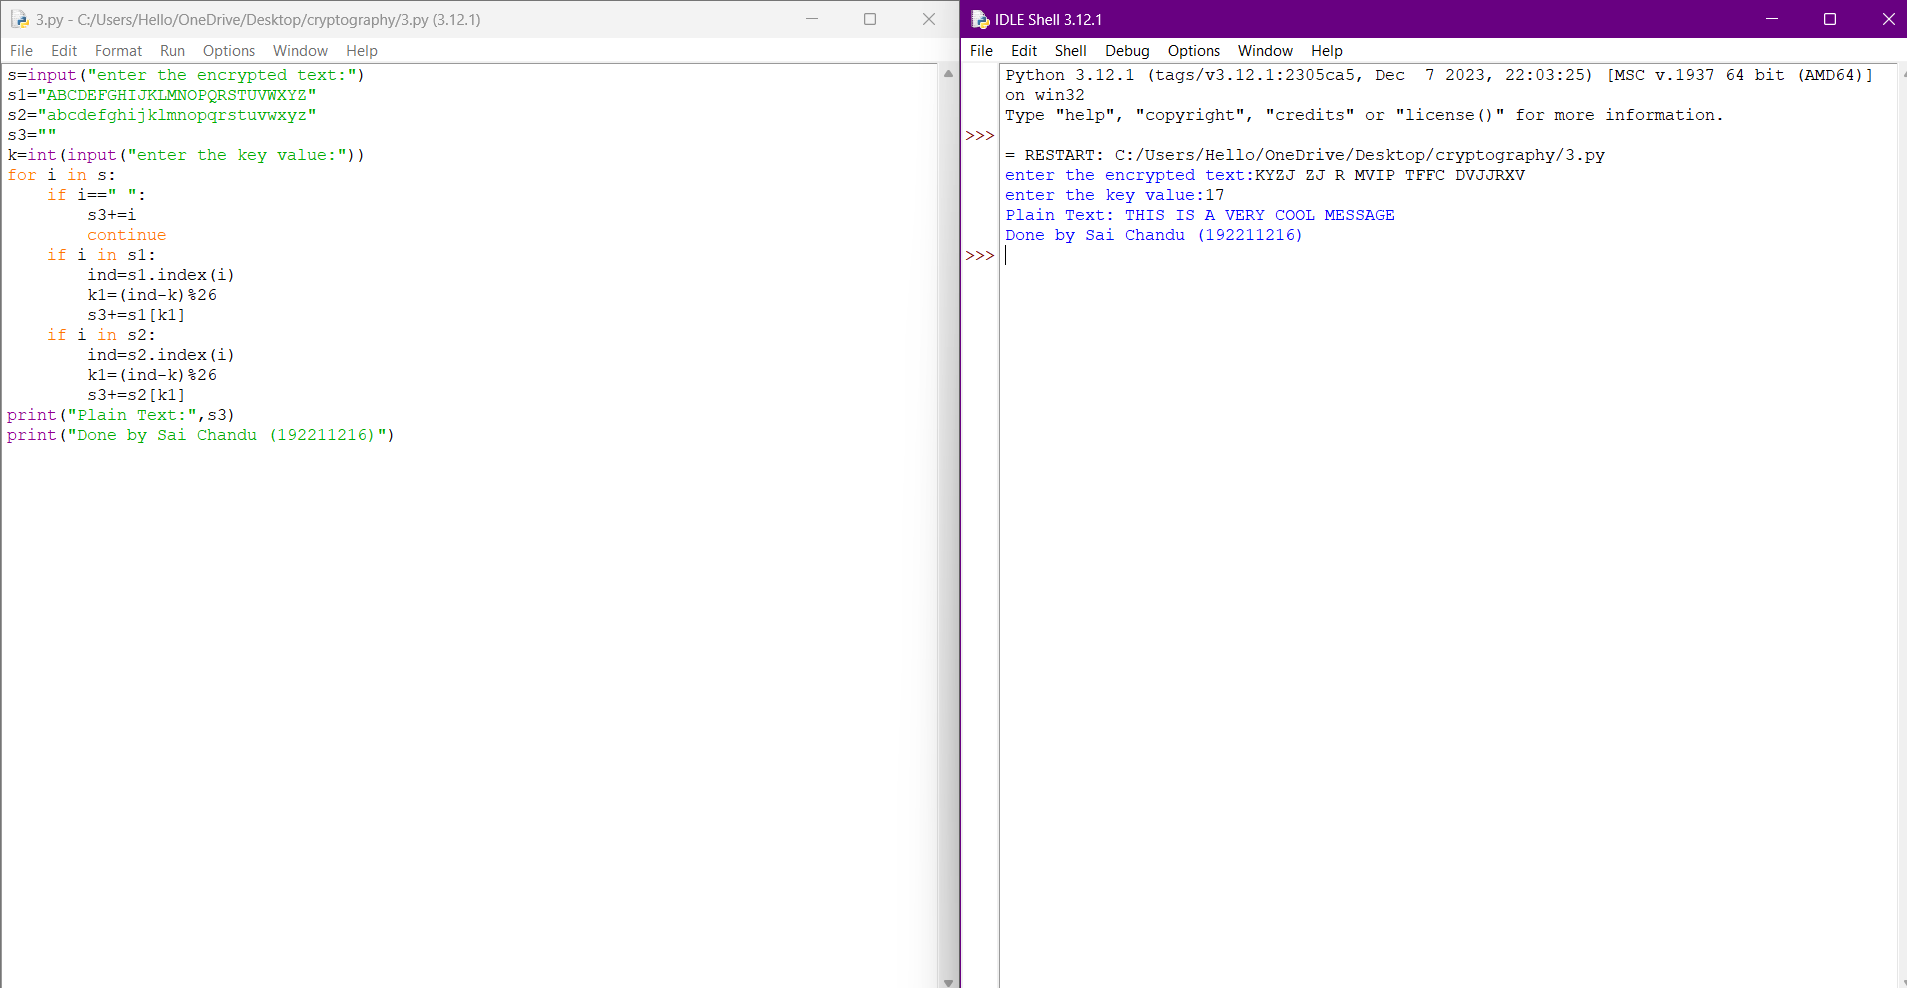 3.py - C:/Users/Hello/OneDrive/Desktop/cryptography/3.py (3.12.1)
File Edit Format Run Options Window Help
s=input("enter the encrypted text:")
s1="ABCDEFGHIJKLMNOPQRSTUVWXYZ"
s2="abcdefghijklmnopqrstuvwxyz"
s3=""
k=int(input("enter the key value:"))
for i in s:
    if i==" ":
        s3+=i
        continue
    if i in s1:
        ind=s1.index(i)
        k1=(ind-k)%26
        s3+=s1[k1]
    if i in s2:
        ind=s2.index(i)
        k1=(ind-k)%26
        s3+=s2[k1]
print("Plain Text:",s3)
print("Done by Sai Chandu (192211216)")
IDLE Shell 3.12.1
File Edit Shell Debug Options Window Help
Python 3.12.1 (tags/v3.12.1:2305ca5, Dec  7 2023, 22:03:25) [MSC v.1937 64 bit (AMD64)]
on win32
Type "help", "copyright", "credits" or "license()" for more information.
>>>
= RESTART: C:/Users/Hello/OneDrive/Desktop/cryptography/3.py
enter the encrypted text:KYZJ ZJ R MVIP TFFC DVJJRXV
enter the key value:17
Plain Text: THIS IS A VERY COOL MESSAGE
Done by Sai Chandu (192211216)
>>>